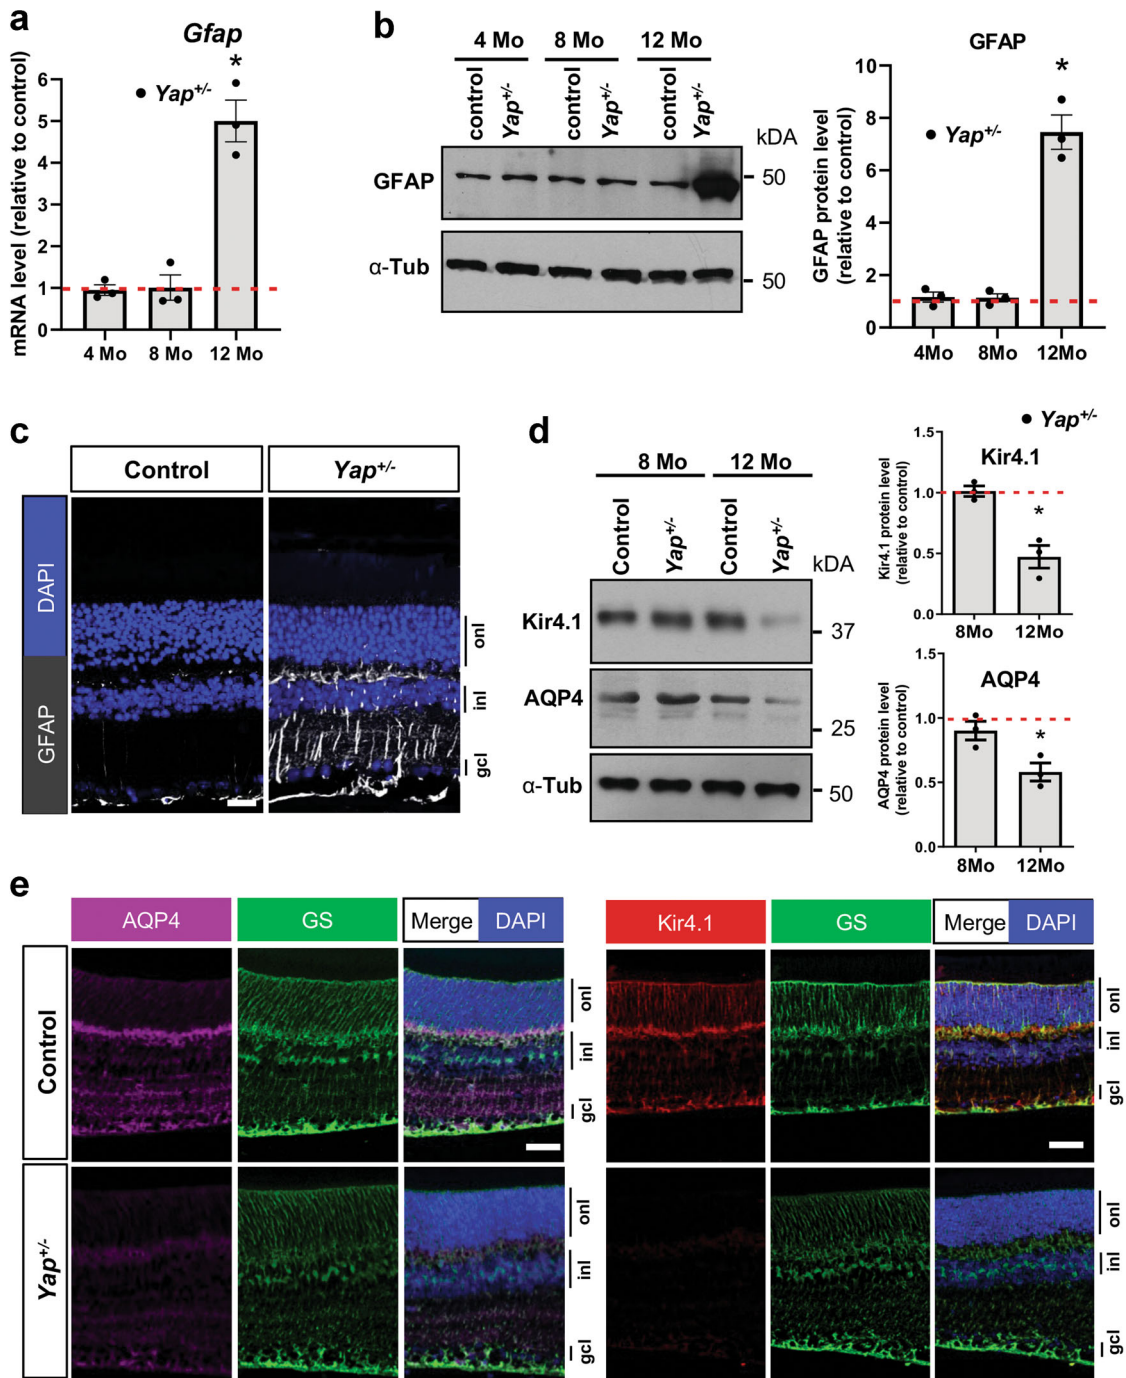 a
Gfap
*
mRNA level (relative to control)
6
5
4
3
2
1
0
Yap+/-
4 Mo
8 Mo
12 Mo
b
4 Mo
8 Mo
12 Mo
control
Yap+/-
control
Yap+/-
control
Yap+/-
kDA
GFAP
50
α-Tub
50
GFAP
*
GFAP protein level
(relative to control)
10
8
6
4
2
0
Yap+/-
4Mo
8Mo
12Mo
c
Control
Yap+/-
DAPI
GFAP
onl
inl
gcl
d
8 Mo
12 Mo
Control
Yap+/-
Control
Yap+/-
kDA
Kir4.1
37
AQP4
25
α-Tub
50
Yap+/-
Kir4.1
Kir4.1 protein level
(relative to control)
1.5
1.0
0.5
0.0
*
8Mo
12Mo
AQP4
AQP4 protein level
(relative to control)
1.5
1.0
0.5
0.0
*
8Mo
12Mo
e
AQP4
GS
Merge
DAPI
Kir4.1
GS
Merge
DAPI
Control
onl
inl
gcl
onl
inl
gcl
Yap+/-
onl
inl
gcl
onl
inl
gcl